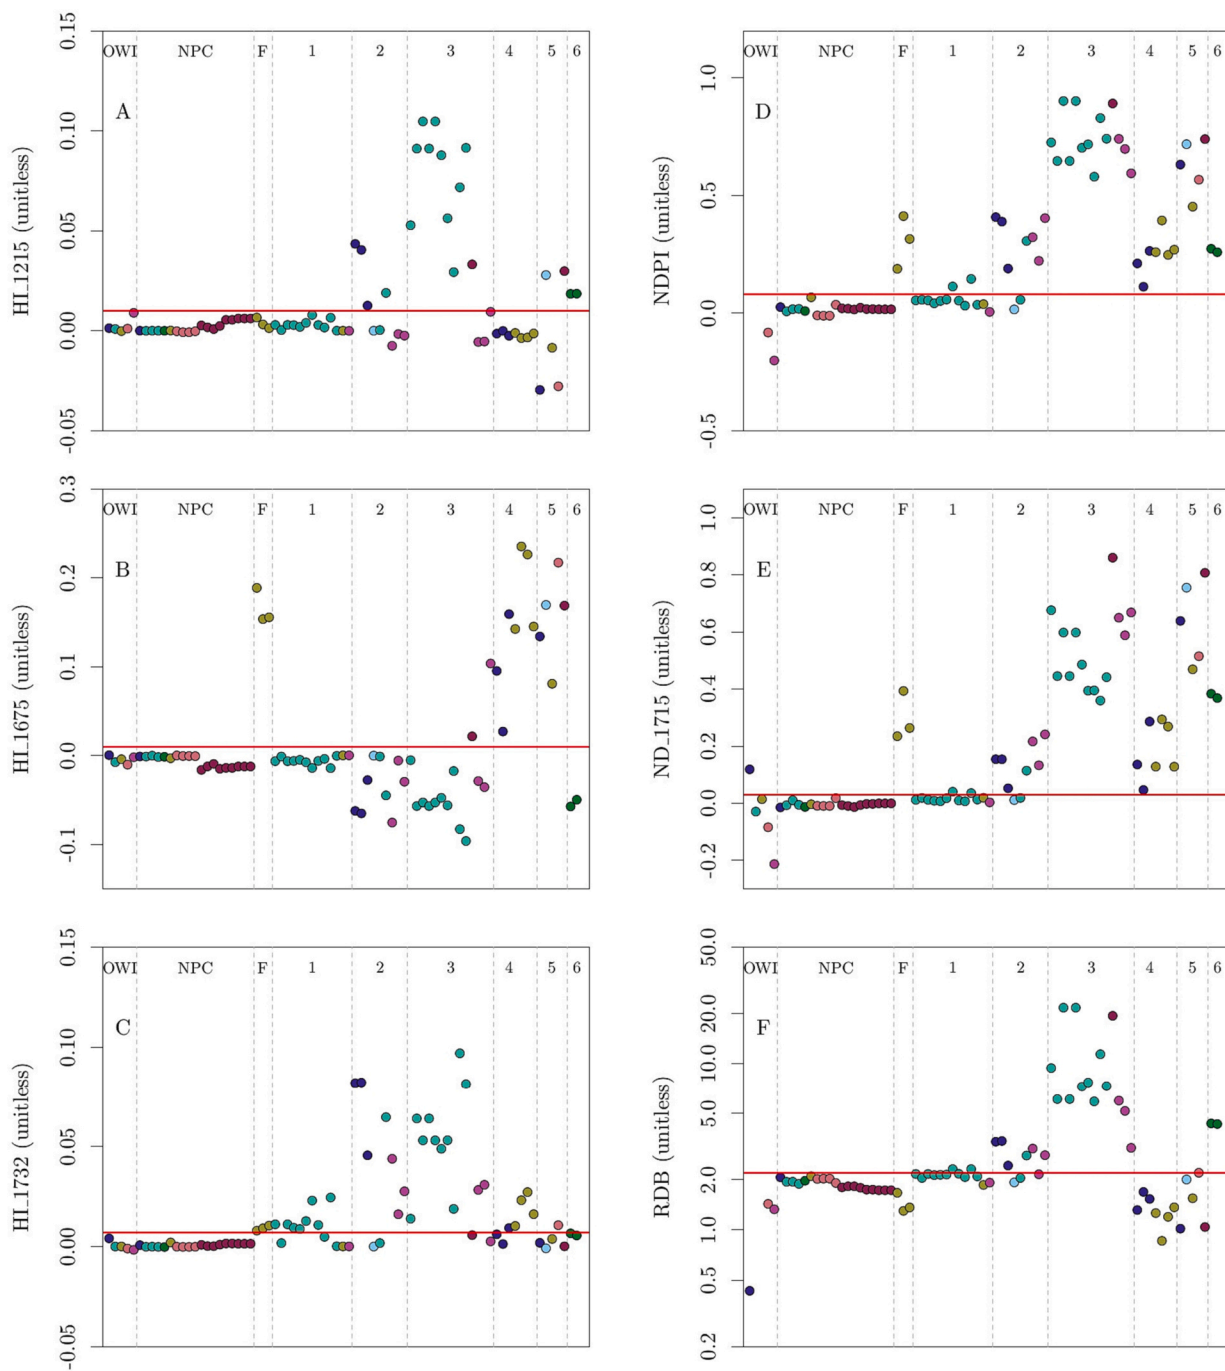 HI_1215 (unitless)
0.15
0.10
0.05
0.00
-0.05
OWI NPC F 1 2 3 4 5 6
A
NDPI (unitless)
1.0
0.5
0.0
-0.5
OWI NPC F 1 2 3 4 5 6
D
HI_1675 (unitless)
0.3
0.2
0.1
0.0
-0.1
OWI NPC F 1 2 3 4 5 6
B
ND_1715 (unitless)
1.0
0.8
0.6
0.4
0.2
0.0
-0.2
OWI NPC F 1 2 3 4 5 6
E
HI_1732 (unitless)
0.15
0.10
0.05
0.00
-0.05
OWI NPC F 1 2 3 4 5 6
C
RDB (unitless)
50.0
20.0
10.0
5.0
2.0
1.0
0.5
0.2
OWI NPC F 1 2 3 4 5 6
F